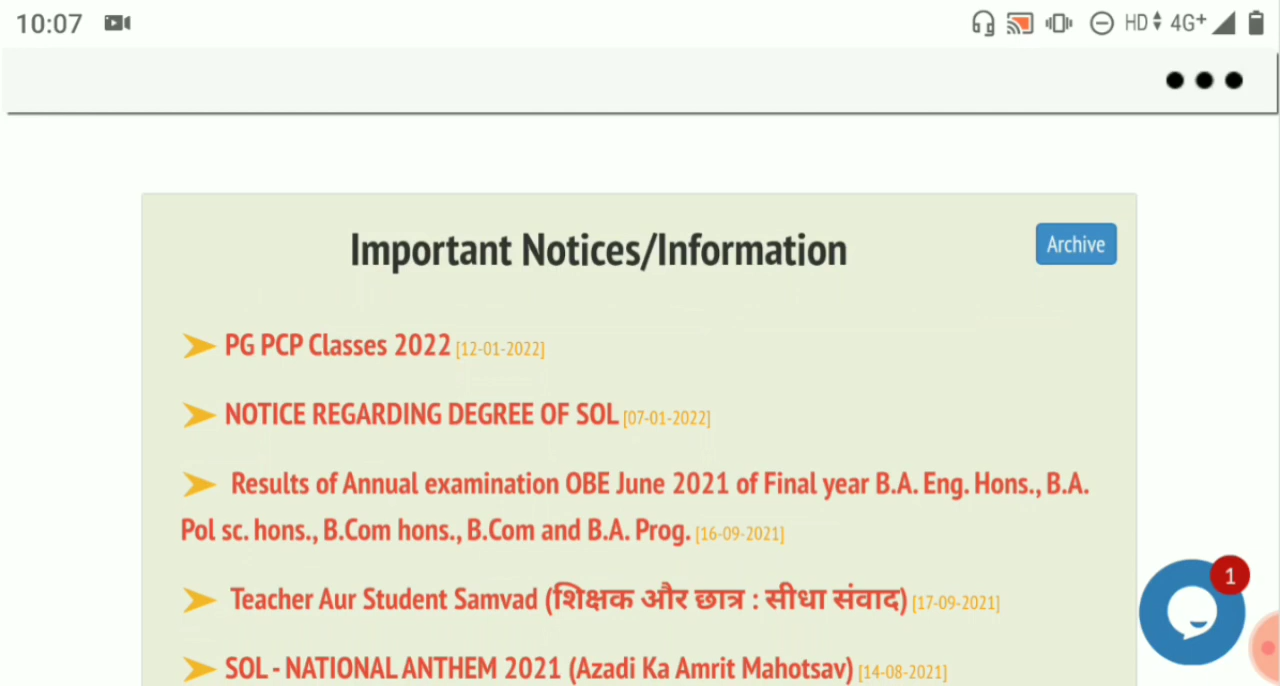 10:07
HD 4G+
Important Notices/Information
Archive
PG PCP Classes 2022 [12-01-2022]
NOTICE REGARDING DEGREE OF SOL [07-01-2022]
Results of Annual examination OBE June 2021 of Final year B.A. Eng. Hons., B.A.
Pol sc. hons., B.Com hons., B.Com and B.A. Prog. [16-09-2021]
Teacher Aur Student Samvad (शिक्षक और छात्र : सीधा संवाद) [17-09-2021]
1
SOL - NATIONAL ANTHEM 2021 (Azadi Ka Amrit Mahotsav) [14-08-2021]